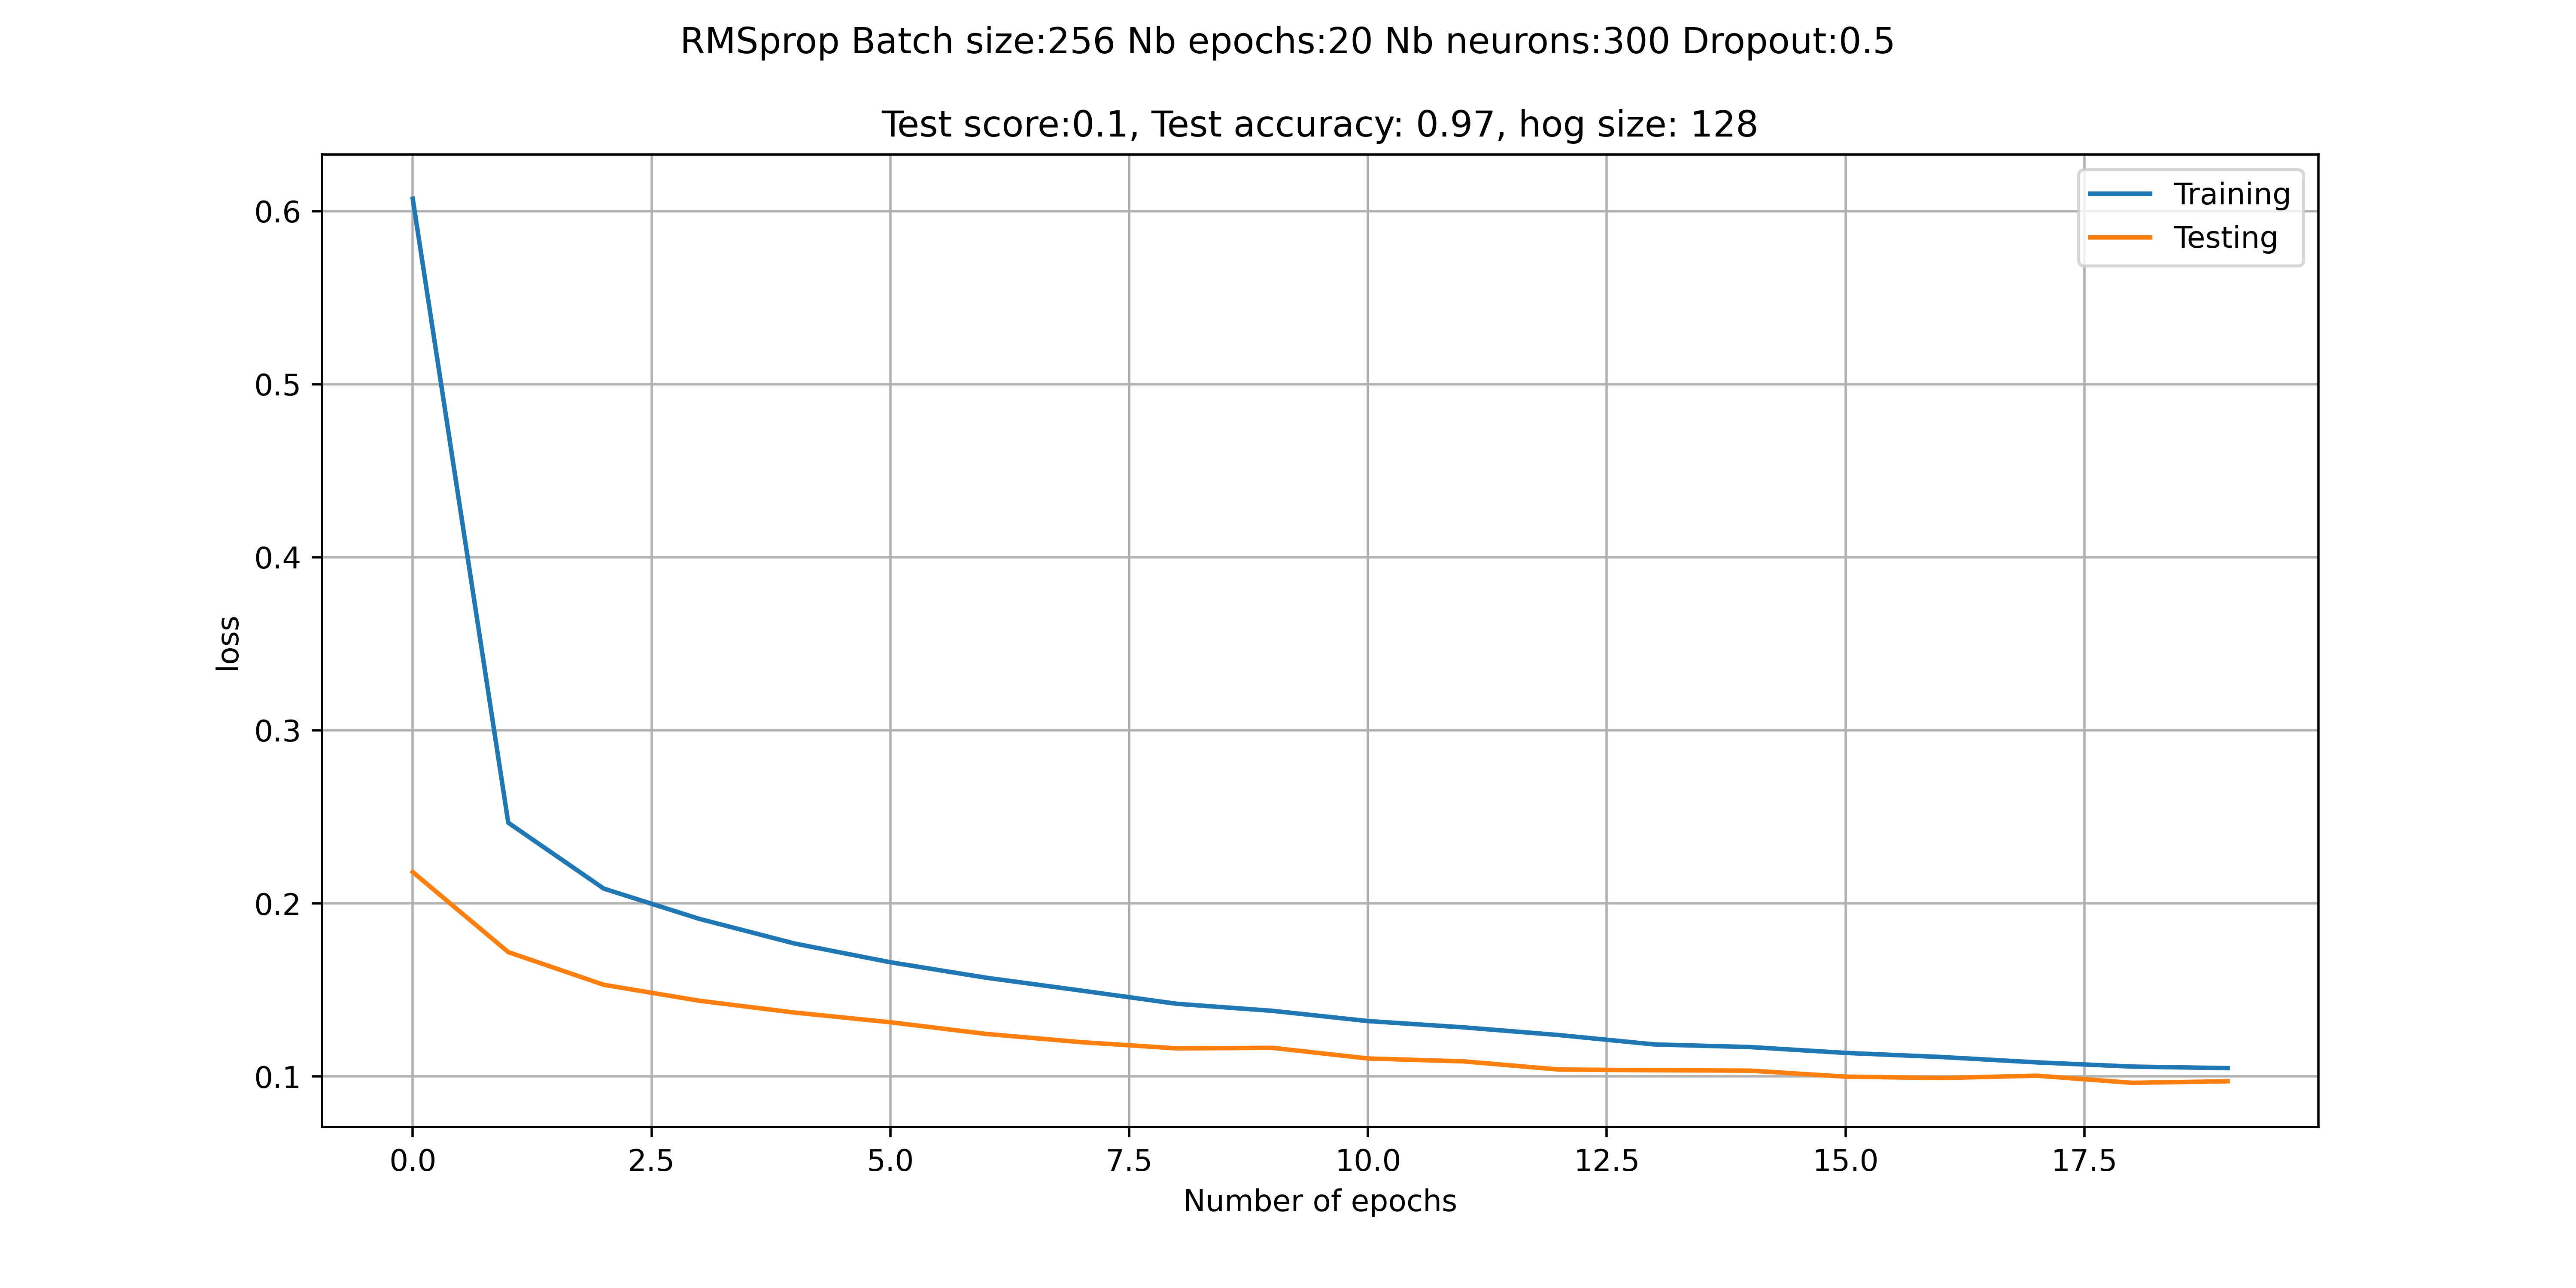 RMSprop Batch size:256 Nb epochs:20 Nb neurons:300 Dropout:0.5
Test score:0.1, Test accuracy: 0.97, hog size: 128
Training
Testing
0.6
0.5
0.4
0.3
0.2
0.1
loss
0.0 2.5 5.0 7.5 10.0 12.5 15.0 17.5
Number of epochs